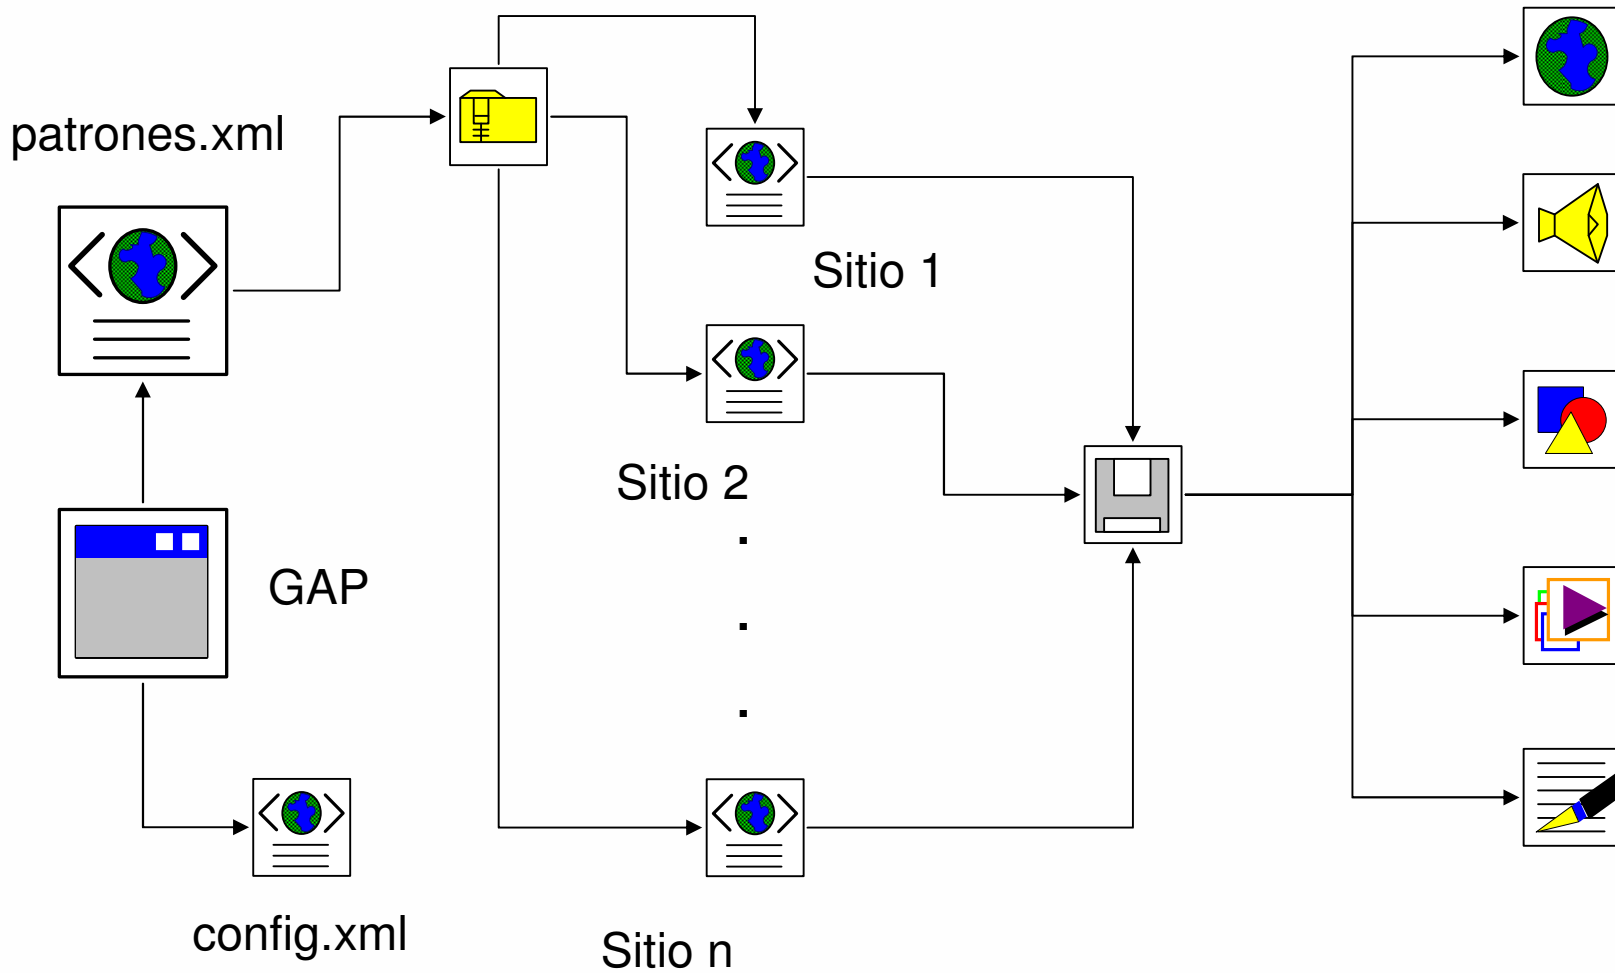 patrones.xml
Sitio 1
Sitio 2
.
GAP
.
.
config.xml
Sitio n